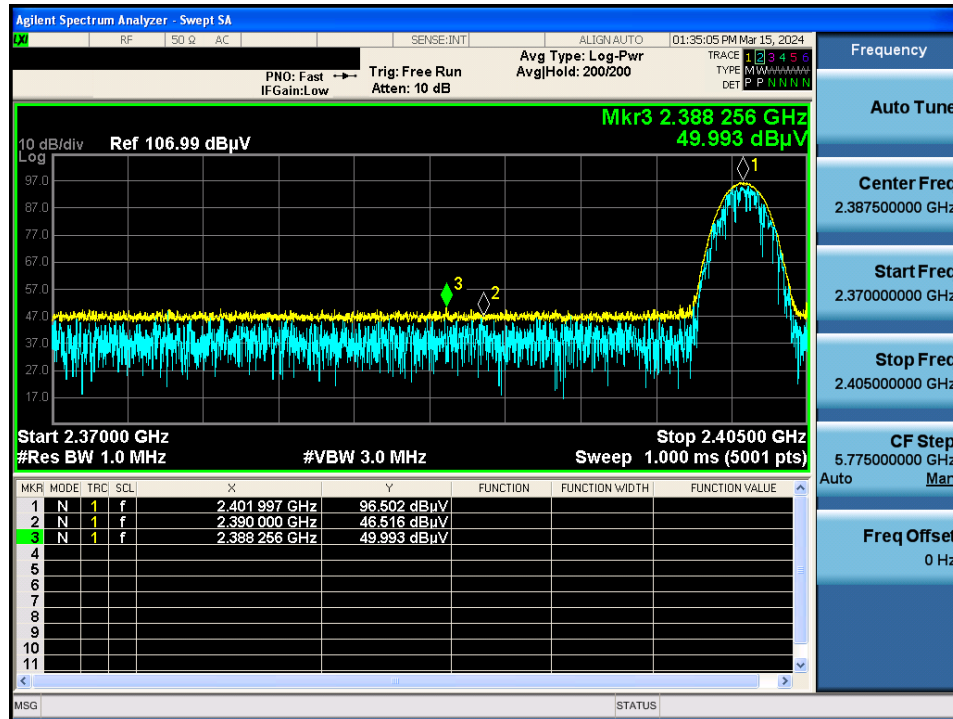 Agilent Spectrum Analyzer - Swept SA
LXI RF 50 Ω AC SENSE:INT ALIGN AUTO 01:35:05 PM Mar 15, 2024
PNO: Fast
IFGain:Low
Trig: Free Run
Atten: 10 dB
Avg Type: Log-Pwr
Avg|Hold: 200/200
TRACE 1 2 3 4 5 6
TYPE M W W W W W
DET P P N N N N
Mkr3 2.388 256 GHz
49.993 dBµV
10 dB/div Ref 106.99 dBµV
Log
97.0
87.0
77.0
67.0
57.0
47.0
37.0
27.0
17.0
1
3
2
Start 2.37000 GHz Stop 2.40500 GHz
#Res BW 1.0 MHz #VBW 3.0 MHz Sweep 1.000 ms (5001 pts)
MKR MODE TRC SCL X Y FUNCTION FUNCTION WIDTH FUNCTION VALUE
1 N 1 f 2.401 997 GHz 96.502 dBµV
2 N 1 f 2.390 000 GHz 46.516 dBµV
3 N 1 f 2.388 256 GHz 49.993 dBµV
4
5
6
7
8
9
10
11
MSG STATUS
Frequency
Auto Tune
Center Freq
2.387500000 GHz
Start Freq
2.370000000 GHz
Stop Freq
2.405000000 GHz
CF Step
5.775000000 GHz
Auto Man
Freq Offset
0 Hz